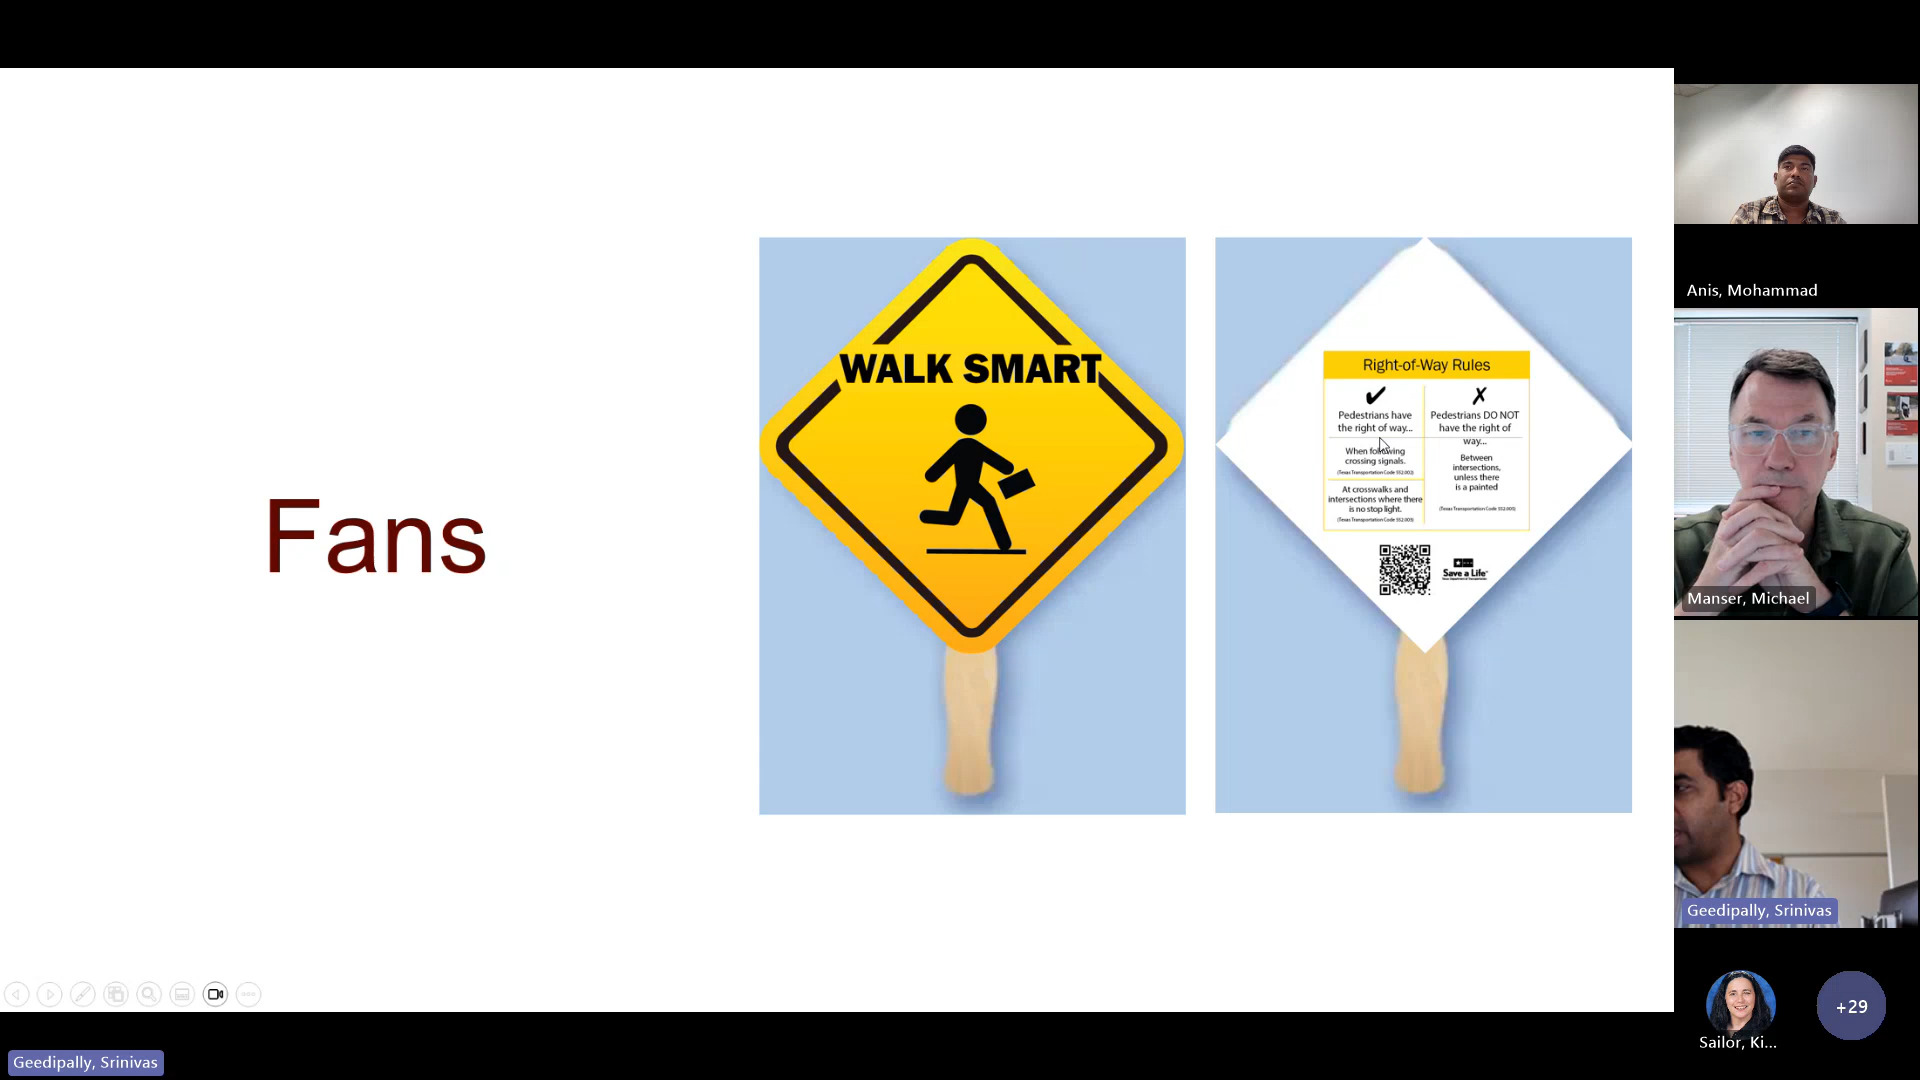 Fans
WALK SMART
Right-of-Way Rules
✔
Pedestrians have
the right of way...
When following
crossing signals.
(Texas Transportation Code 552.002)
At crosswalks and
intersections where there
is no stop light.
(Texas Transportation Code 552.003)
✗
Pedestrians DO NOT
have the right of
way...
Between
intersections,
unless there
is a painted
(Texas Transportation Code 552.005)
Save a Life
Anis, Mohammad
Manser, Michael
Geedipally, Srinivas
Sailor, Ki...
+29
Geedipally, Srinivas